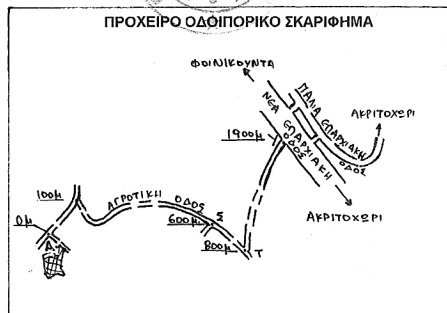 ΠΡΟΧΕΙΡΟ ΟΔΟΙΠΟΡΙΚΟ ΣΚΑΡΙΦΗΜΑ
ΦΟΙΝΙΚΟΥΝΤΑ
ΠΑΛΙΑ ΕΠΑΡΧΙΑΚΗ ΟΔΟΣ
ΑΚΡΙΤΟΧΩΡΙ
ΝΕΑ ΕΠΑΡΧΙΑΚΗ ΟΔΟΣ
1900μ
ΑΚΡΙΤΟΧΩΡΙ
100μ
ΑΓΡΟΤΙΚΗ ΟΔΟΣ
Σ
600μ
0μ
Α
800μ
Τ